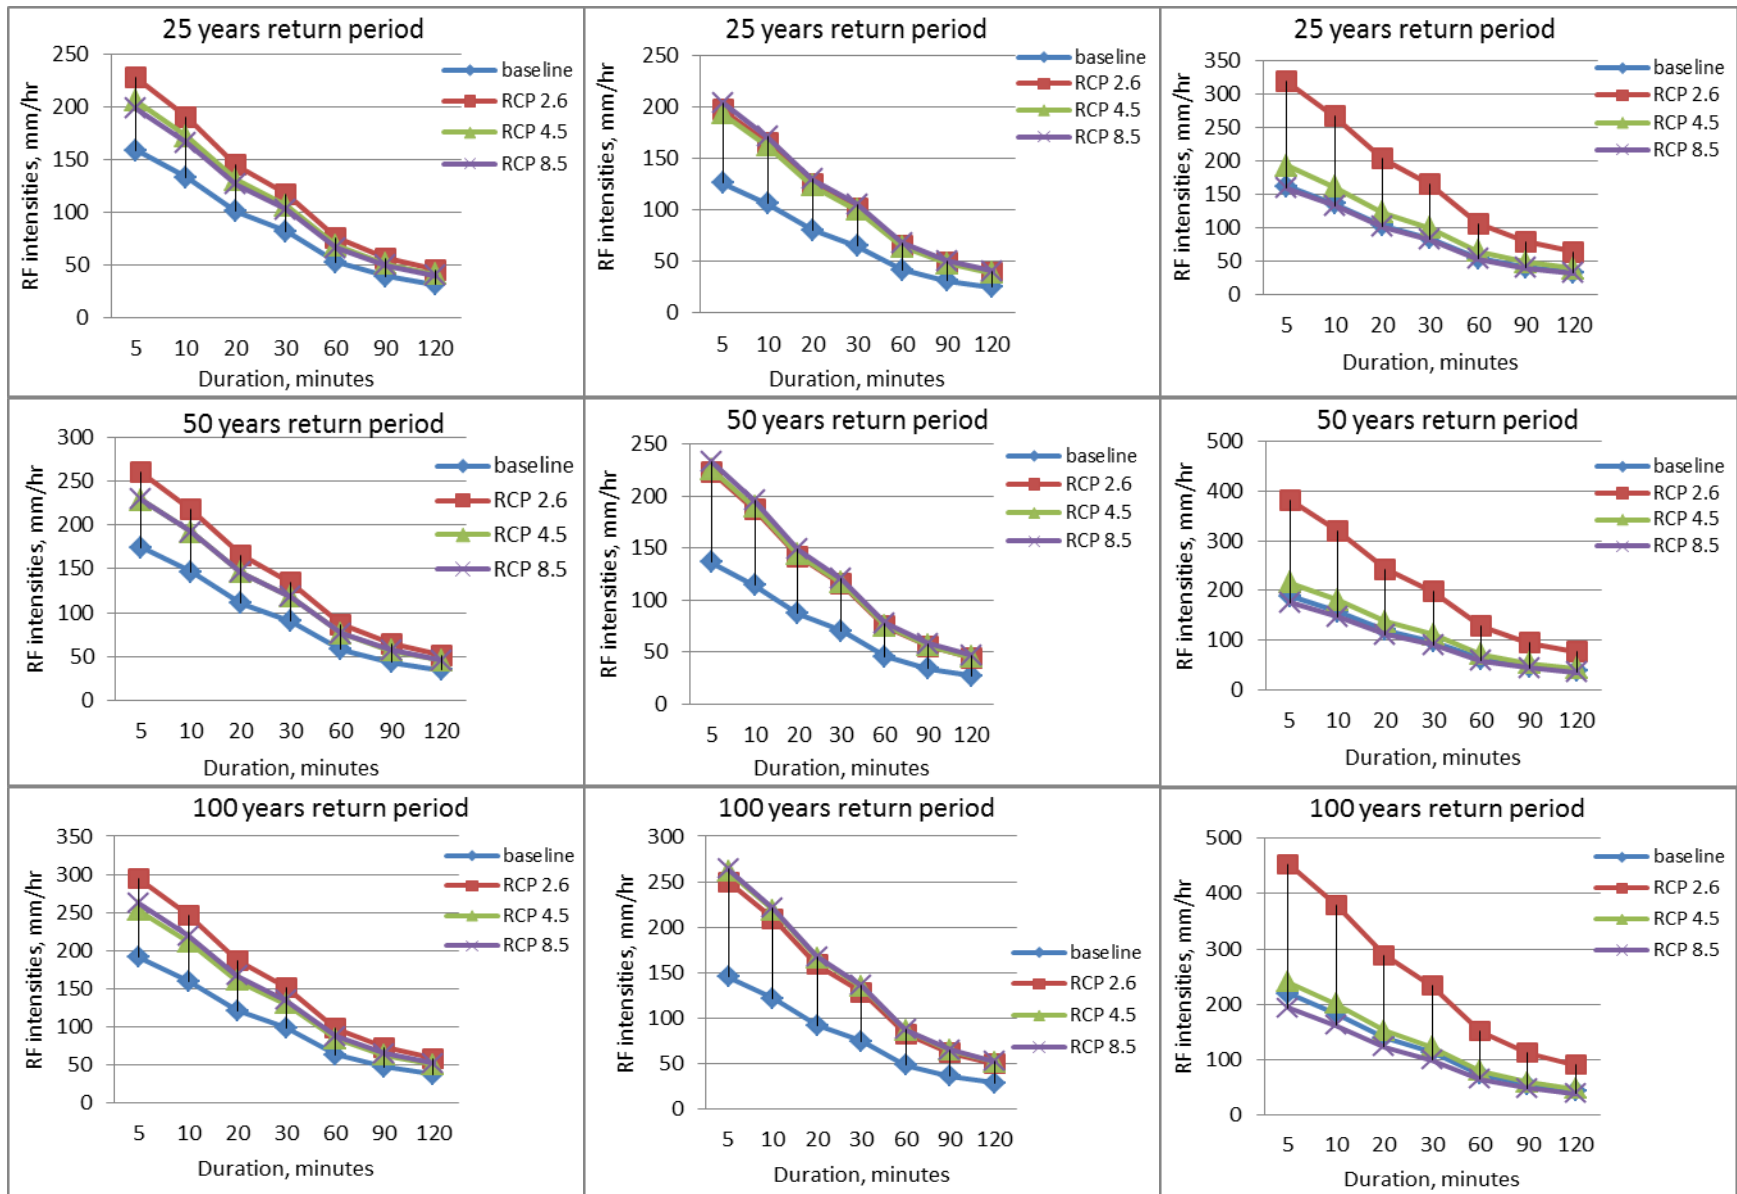 25 years return period
RF intensities, mm/hr
250
200
150
100
50
0
5 10 20 30 60 90 120
Duration, minutes
baseline
RCP 2.6
RCP 4.5
RCP 8.5
25 years return period
RF intensities, mm/hr
250
200
150
100
50
0
5 10 20 30 60 90 120
Duration, minutes
baseline
RCP 2.6
RCP 4.5
RCP 8.5
25 years return period
RF intensities, mm/hr
350
300
250
200
150
100
50
0
5 10 20 30 60 90 120
Duration, minutes
baseline
RCP 2.6
RCP 4.5
RCP 8.5
50 years return period
RF intensities, mm/hr
300
250
200
150
100
50
0
5 10 20 30 60 90 120
Duration, minutes
baseline
RCP 2.6
RCP 4.5
RCP 8.5
50 years return period
RF intensities, mm/hr
250
200
150
100
50
0
5 10 20 30 60 90 120
Duration, minutes
baseline
RCP 2.6
RCP 4.5
RCP 8.5
50 years return period
RF intensities, mm/hr
500
400
300
200
100
0
5 10 20 30 60 90 120
Duration, minutes
baseline
RCP 2.6
RCP 4.5
RCP 8.5
100 years return period
RF intensities, mm/hr
350
300
250
200
150
100
50
0
5 10 20 30 60 90 120
Duration, minutes
baseline
RCP 2.6
RCP 4.5
RCP 8.5
100 years return period
RF intensities, mm/hr
300
250
200
150
100
50
0
5 10 20 30 60 90 120
Duration, minutes
baseline
RCP 2.6
RCP 4.5
RCP 8.5
100 years return period
RF intensities, mm/hr
500
400
300
200
100
0
5 10 20 30 60 90 120
Duration, minutes
baseline
RCP 2.6
RCP 4.5
RCP 8.5